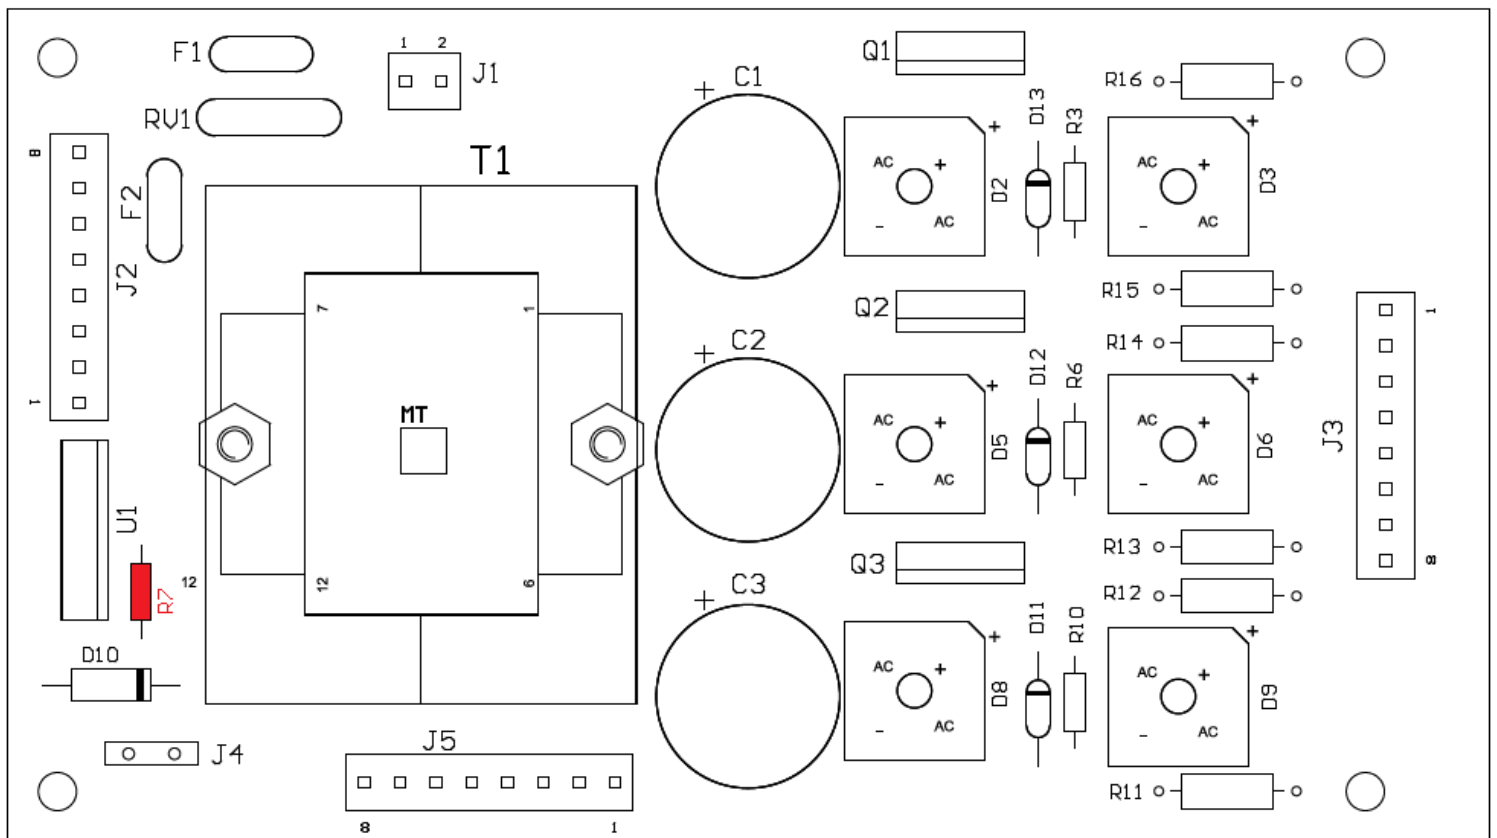 F1
1 2
J1
RV1
8
F2
J2
1
T1
7
1
MT
12
6
U1
R7
12
D10
J4
J5
8
1
+ C1
+ C2
+ C3
Q1
Q2
Q3
AC + +
- AC
D2
D13
R3
AC + +
- AC
D3
AC + +
- AC
D5
D12
R6
AC + +
- AC
D6
AC + +
- AC
D8
D11
R10
AC + +
- AC
D9
R16
R15
R14
R13
R12
R11
1
J3
8